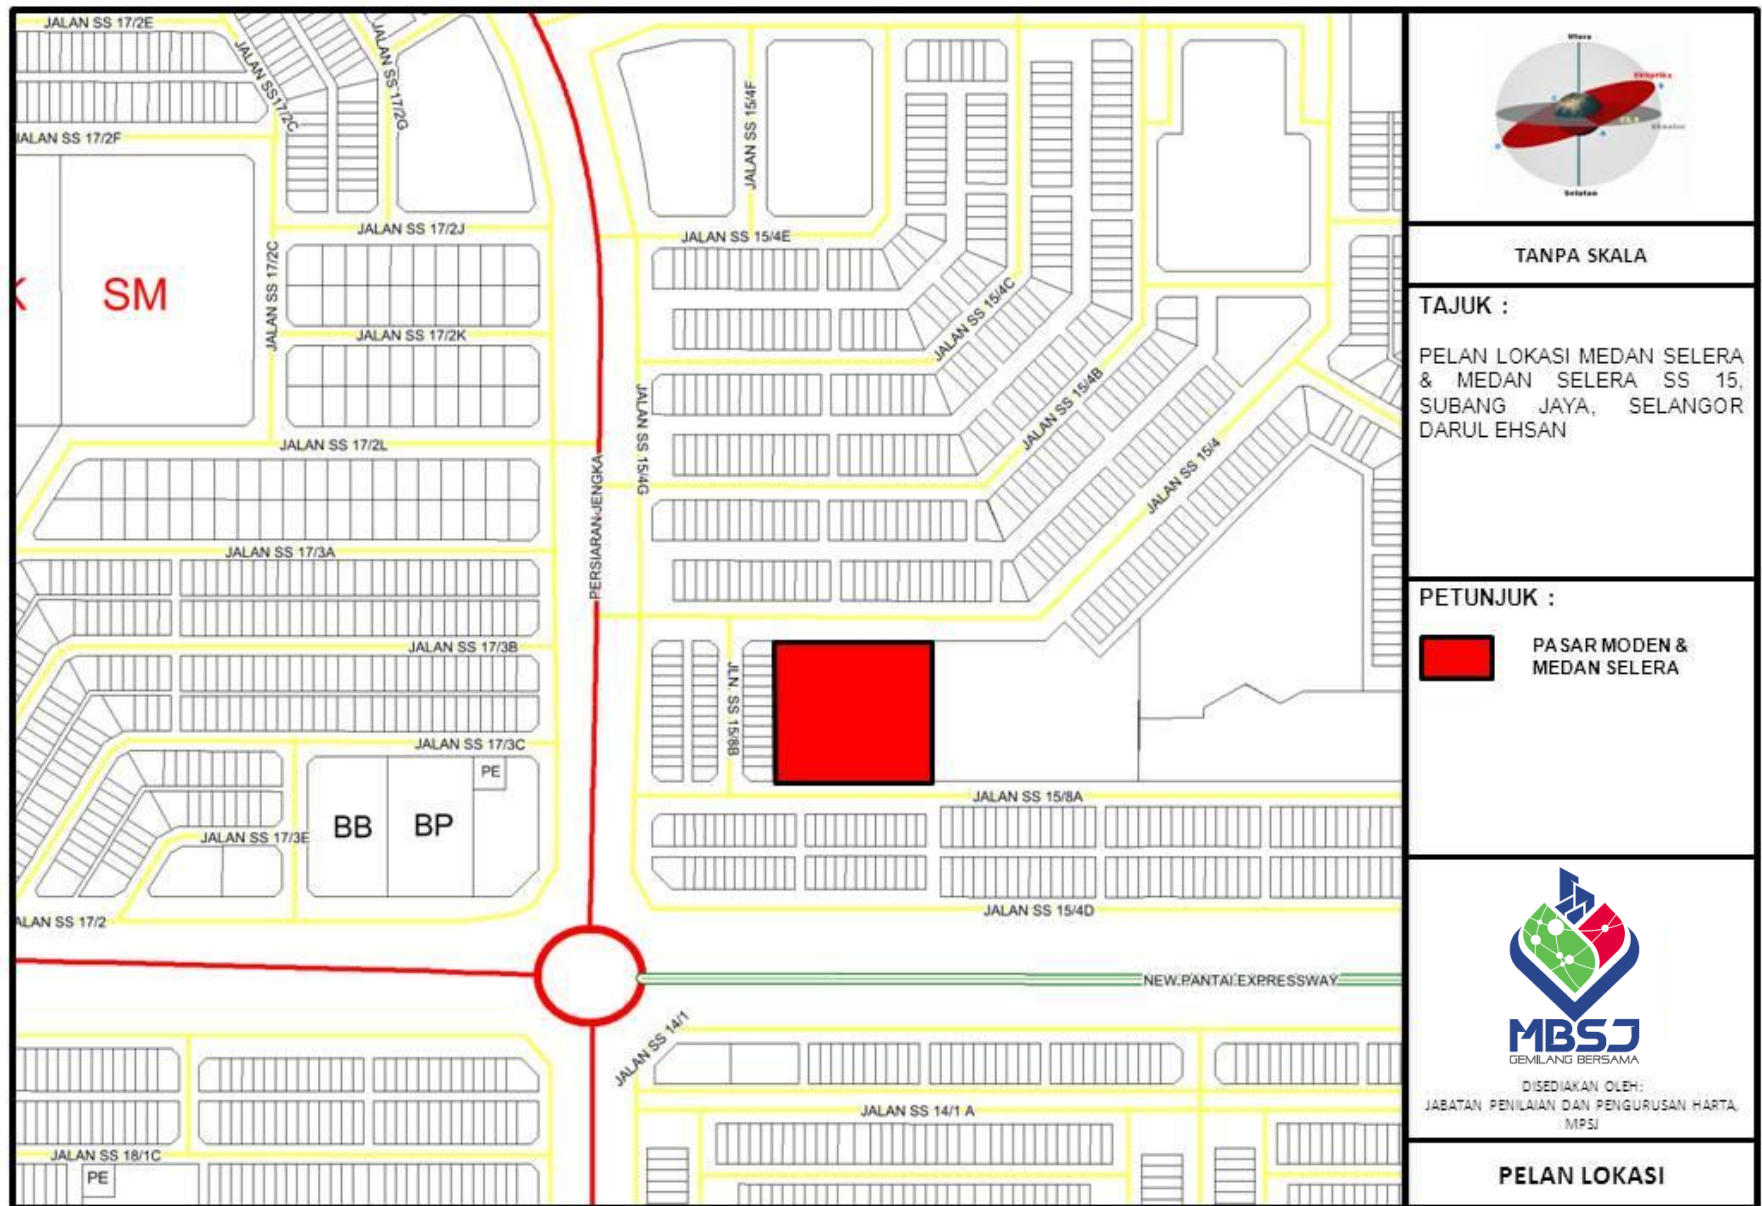 JALAN SS 17/2E
JALAN SS17/2C
JALAN SS 17/2G
JALAN SS 17/2F
JALAN SS 17/2J
JALAN SS 17/2C
SM
JALAN SS 17/2K
JALAN SS 17/2L
JALAN SS 17/3A
JALAN SS 17/3B
JALAN SS 17/3C
PE
BB
BP
JALAN SS 17/3E
ALAN SS 17/2
PERSIARAN JENGKA
JALAN SS 15/4F
JALAN SS 15/4E
JALAN SS 15/4C
JALAN SS 15/4B
JALAN SS 15/4
JALAN SS 15/4G
JLN. SS 15/8B
JALAN SS 15/8A
JALAN SS 15/4D
NEW PANTAI EXPRESSWAY
JALAN SS 14/1
JALAN SS 14/1 A
JALAN SS 18/1C
PE
Utara
Ekliptika
Selatan
TANPA SKALA
TAJUK :
PELAN LOKASI MEDAN SELERA
& MEDAN SELERA SS 15,
SUBANG JAYA, SELANGOR
DARUL EHSAN
PETUNJUK :
PASAR MODEN &
MEDAN SELERA
MBSJ
GEMILANG BERSAMA
DISEDIAKAN OLEH:
JABATAN PENILAIAN DAN PENGURUSAN HARTA,
MPSJ
PELAN LOKASI